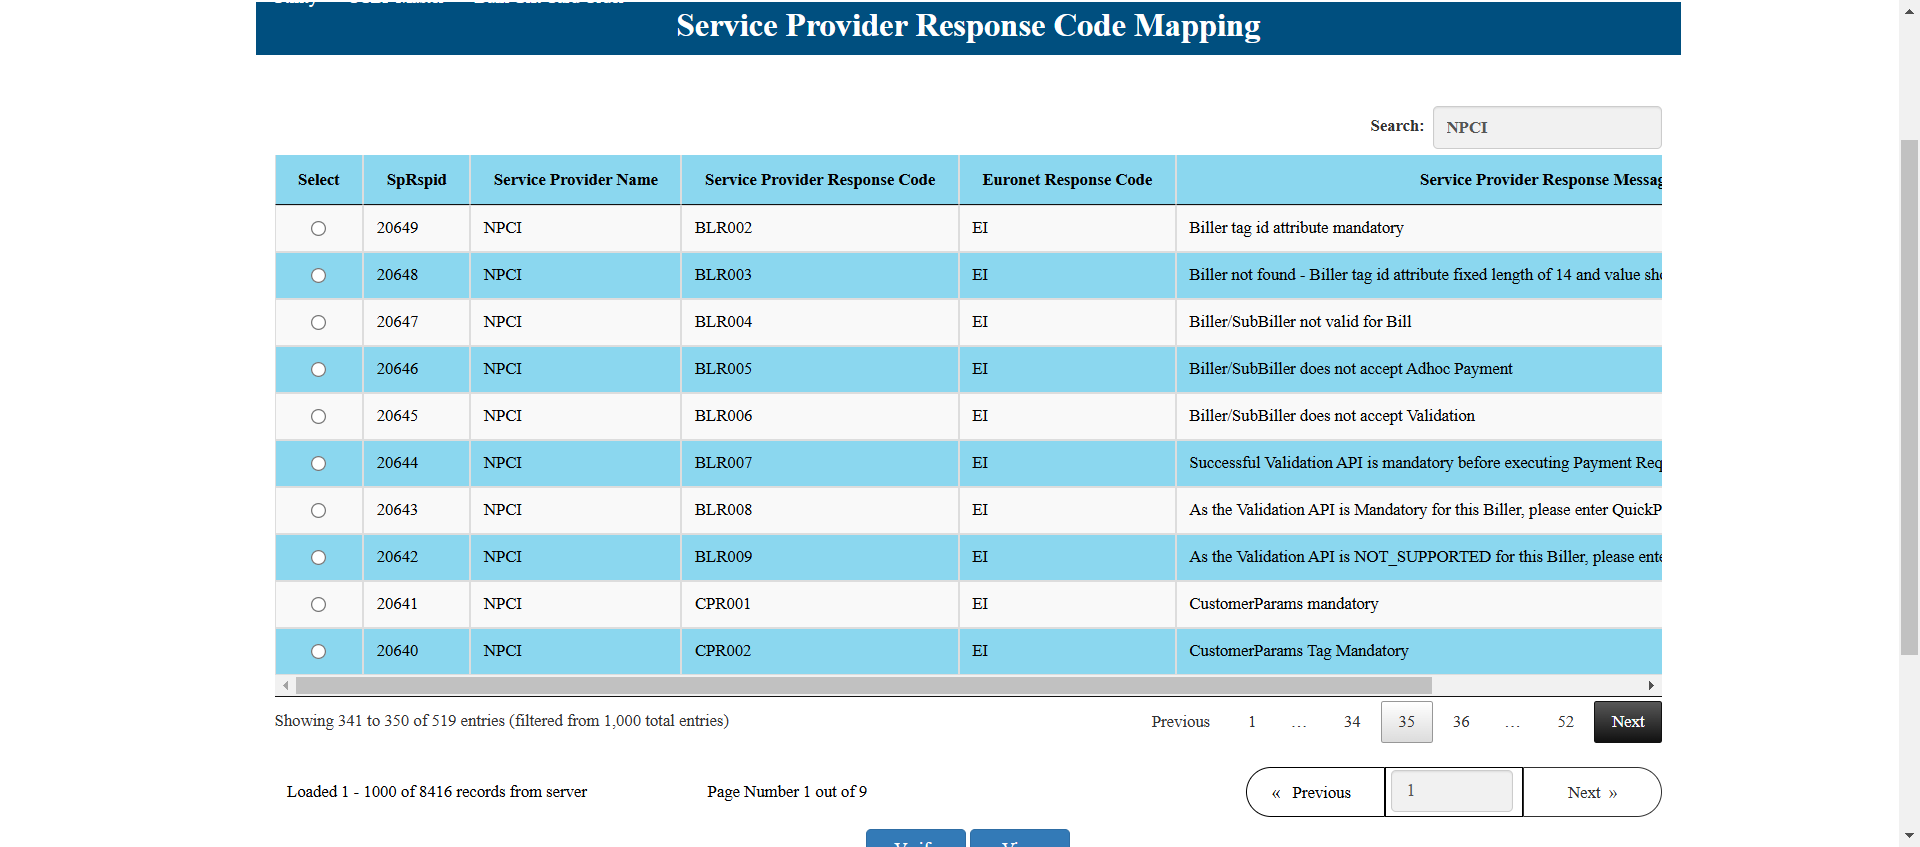 Service Provider Response Code Mapping
Search: NPCI
Select SpRspid Service Provider Name Service Provider Response Code Euronet Response Code Service Provider Response Messag
20649 NPCI BLR002 EI Biller tag id attribute mandatory
20648 NPCI BLR003 EI Biller not found - Biller tag id attribute fixed length of 14 and value sh
20647 NPCI BLR004 EI Biller/SubBiller not valid for Bill
20646 NPCI BLR005 EI Biller/SubBiller does not accept Adhoc Payment
20645 NPCI BLR006 EI Biller/SubBiller does not accept Validation
20644 NPCI BLR007 EI Successful Validation API is mandatory before executing Payment Req
20643 NPCI BLR008 EI As the Validation API is Mandatory for this Biller, please enter QuickP
20642 NPCI BLR009 EI As the Validation API is NOT_SUPPORTED for this Biller, please ente
20641 NPCI CPR001 EI CustomerParams mandatory
20640 NPCI CPR002 EI CustomerParams Tag Mandatory
Showing 341 to 350 of 519 entries (filtered from 1,000 total entries) Previous 1 … 34 35 36 … 52 Next
Loaded 1 - 1000 of 8416 records from server Page Number 1 out of 9 « Previous 1 Next »